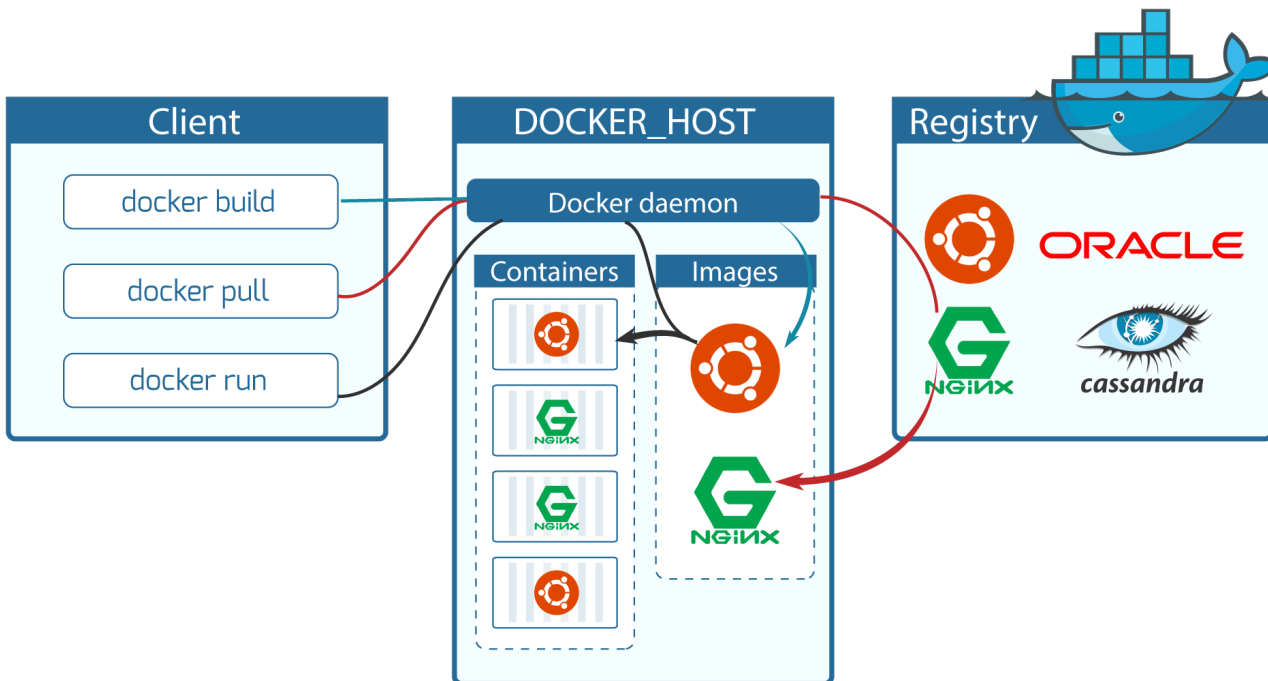 Client
docker build
docker pull
docker run
DOCKER_HOST
Docker daemon
Containers
NGINX
NGINX
Images
NGINX
Registry
ORACLE
NGINX
cassandra